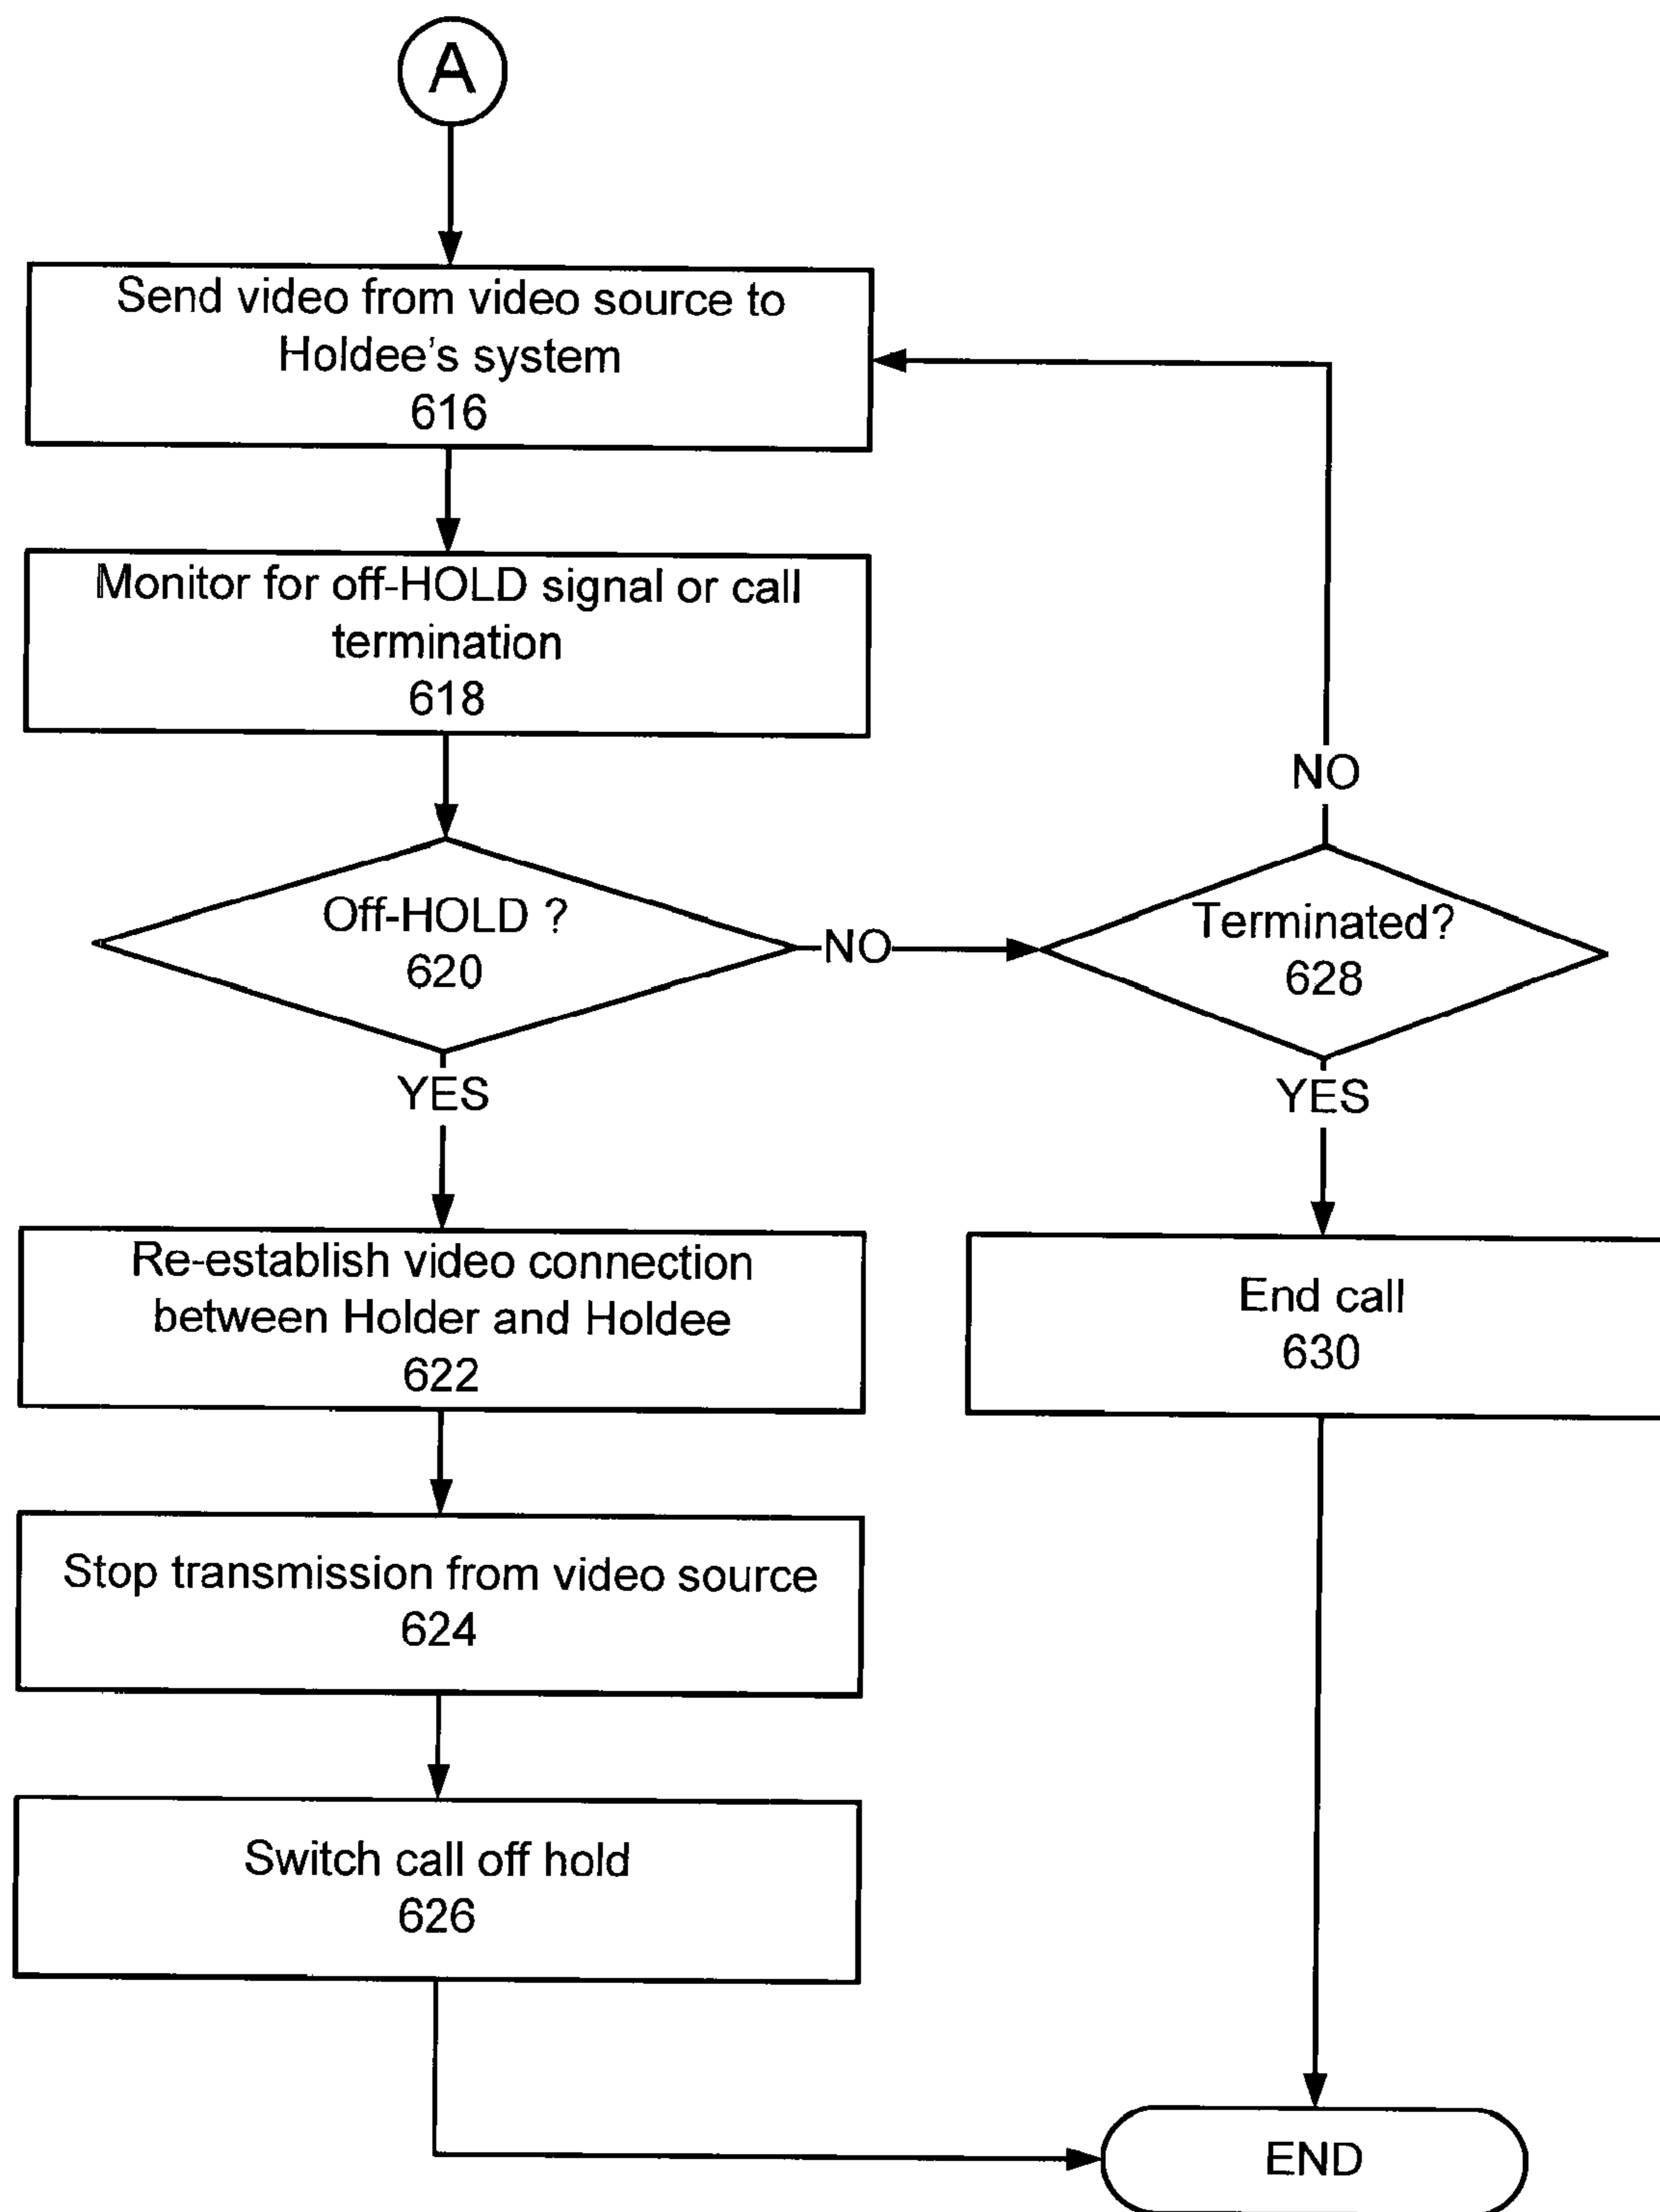 A
Send video from video source to
Holdee's system
616
Monitor for off-HOLD signal or call
termination
618
NO
Off-HOLD ?
620
NO
Terminated?
628
YES
YES
Re-establish video connection
between Holder and Holdee
622
End call
630
Stop transmission from video source
624
Switch call off hold
626
END